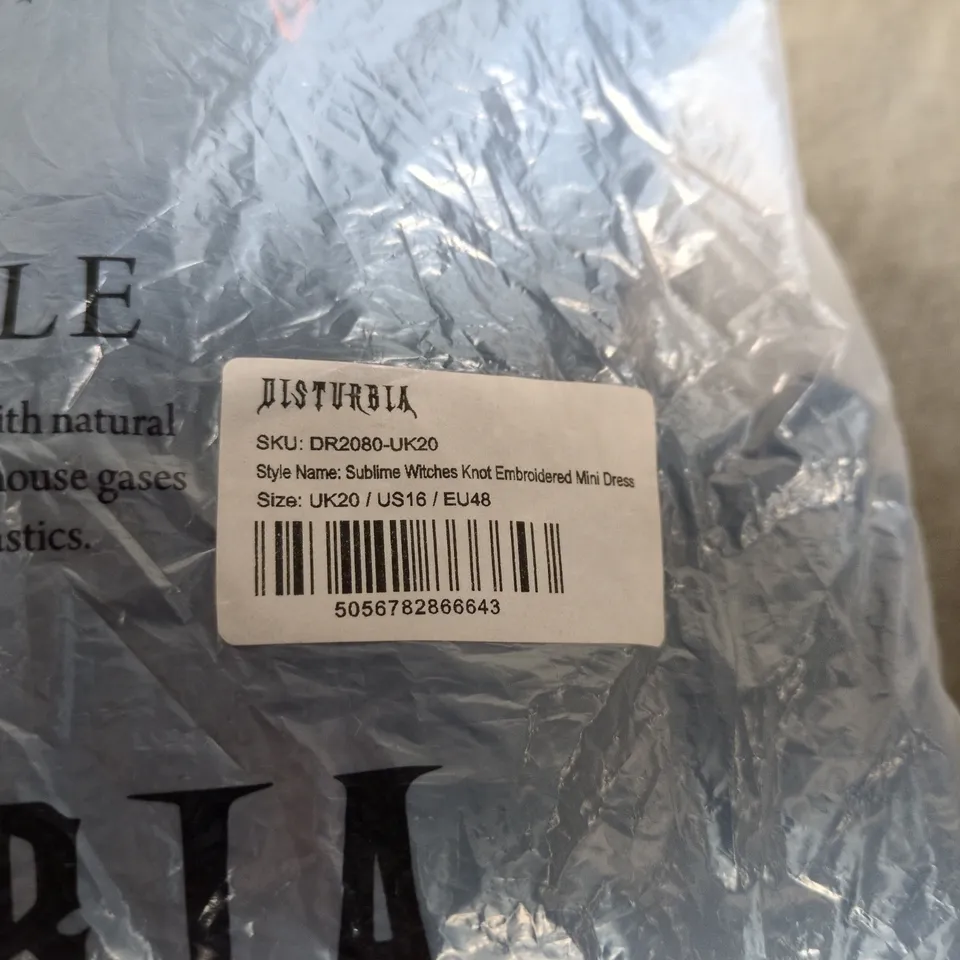 LE
ith natural
house gases
astics.
DISTURBIA
SKU: DR2080-UK20
Style Name: Sublime Witches Knot Embroidered Mini Dress
Size: UK20 / US16 / EU48
5056782866643
BIA